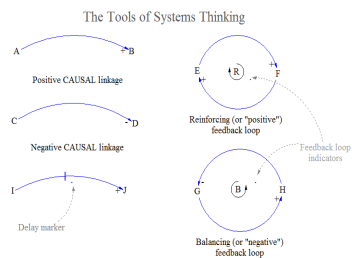 The Tools of Systems Thinking
A
+B
Positive CAUSAL linkage
C
-D
Negative CAUSAL linkage
I
+J
Delay marker
E
+
R
+
F
Reinforcing (or "positive")
feedback loop
Feedback loop
indicators
G
-
B
H
+
Balancing (or "negative")
feedback loop